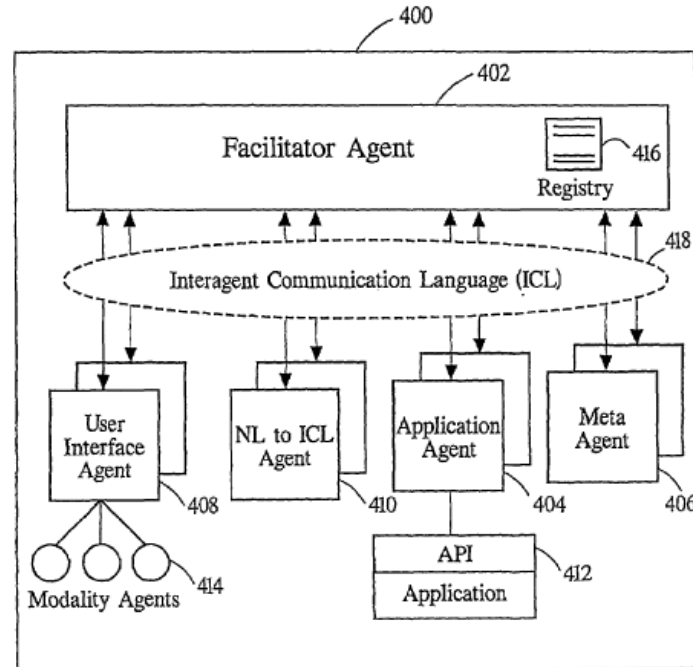 400
402
Facilitator Agent
416
Registry
418
Interagent Communication Language (ICL)
User
Interface
Agent
408
NL to ICL
Agent
410
Application
Agent
404
Meta
Agent
406
414
Modality Agents
API
Application
412